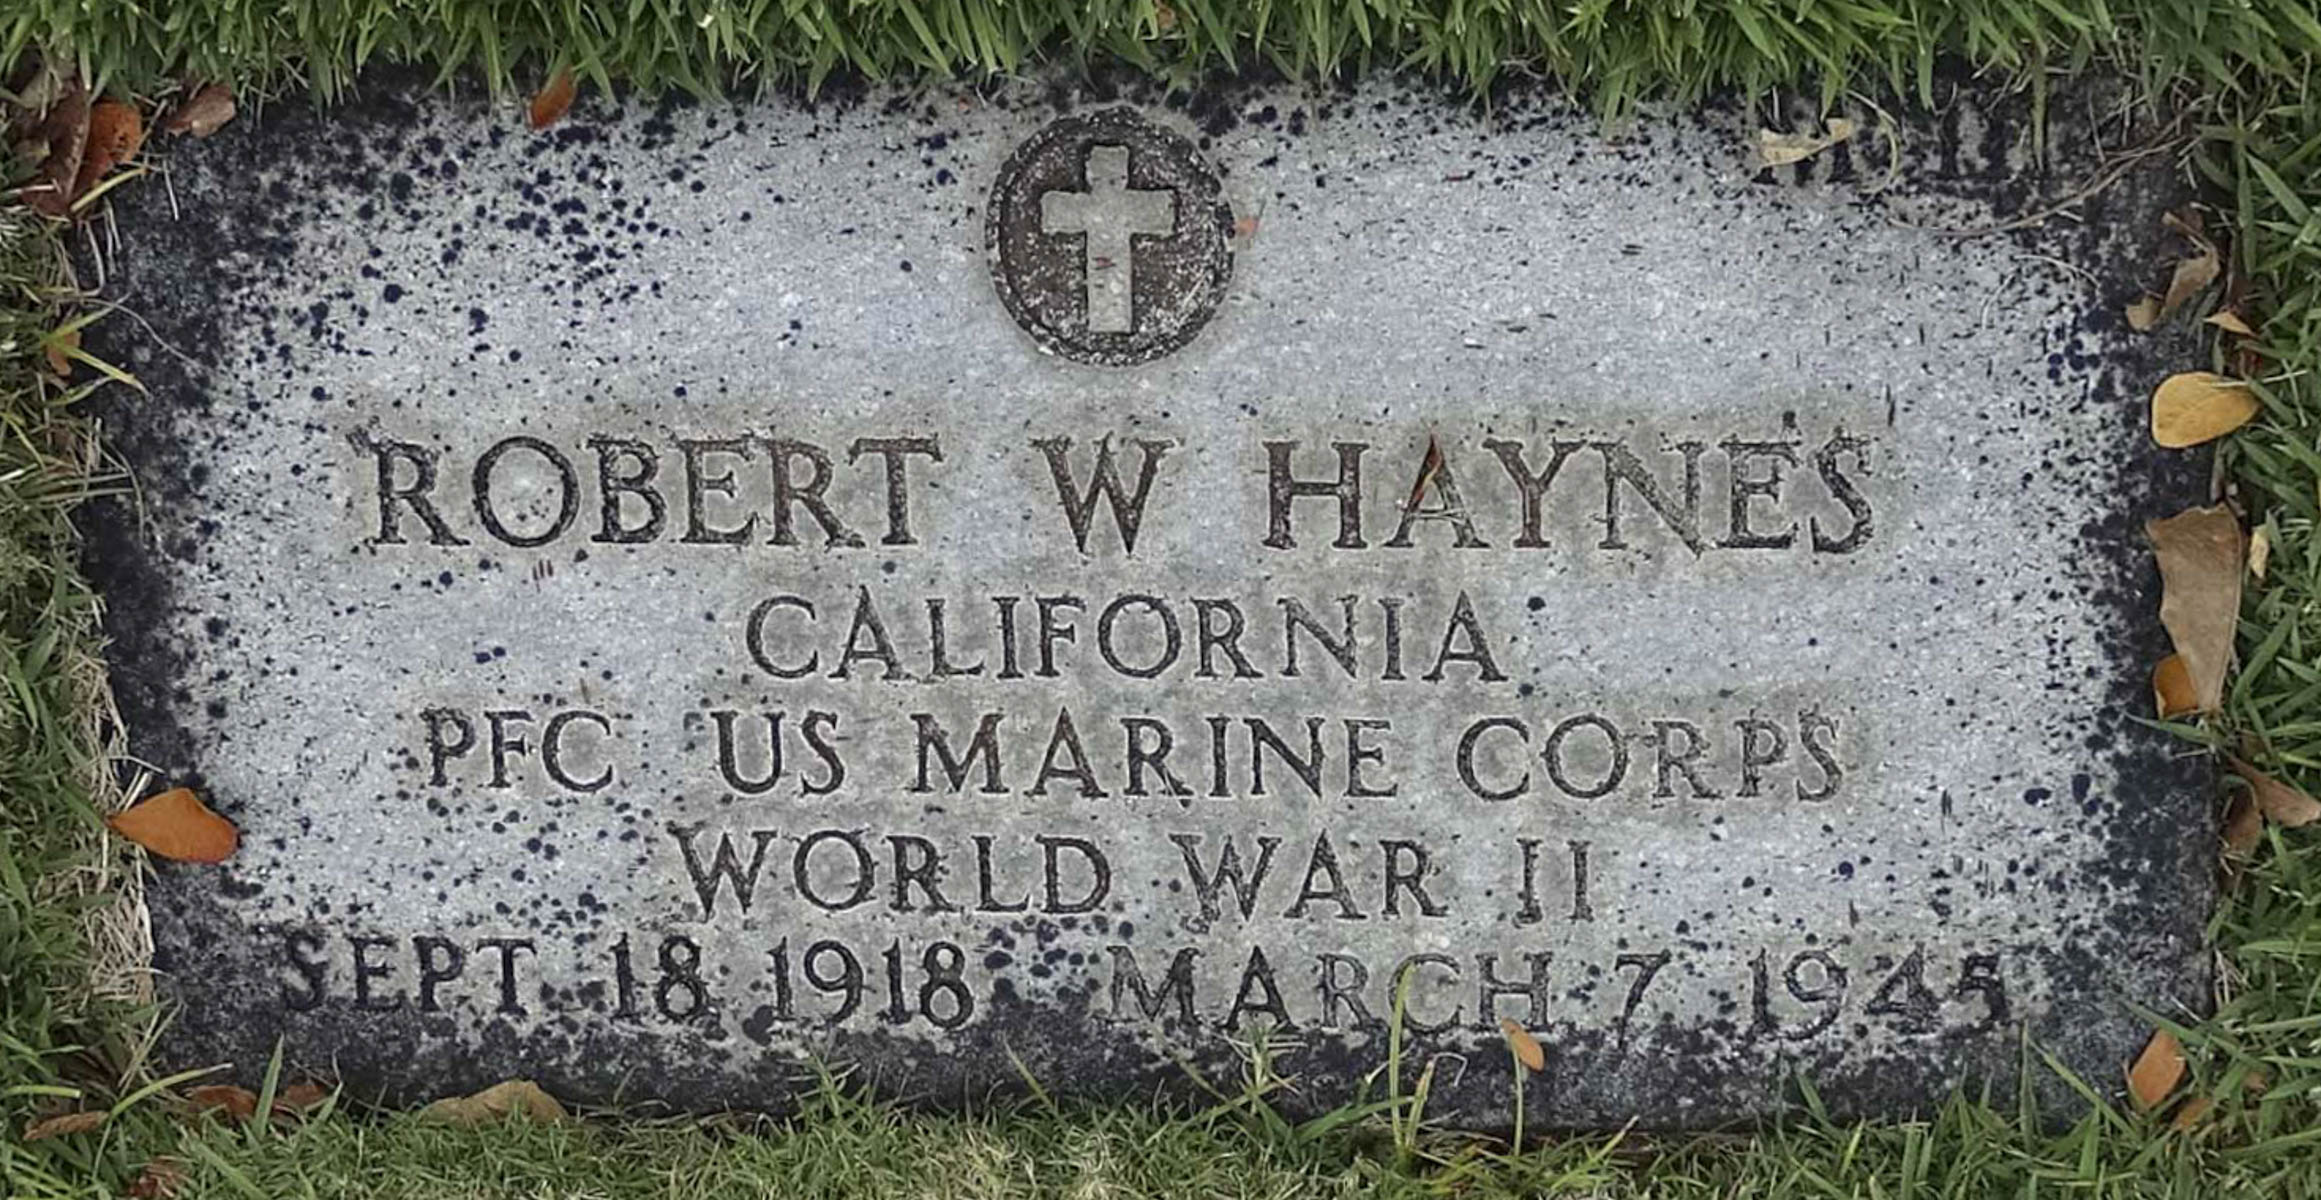 ROBERT W HAYNES
CALIFORNIA
PFC US MARINE CORPS
WORLD WAR II
SEPT 18 1918 MARCH 7 1945